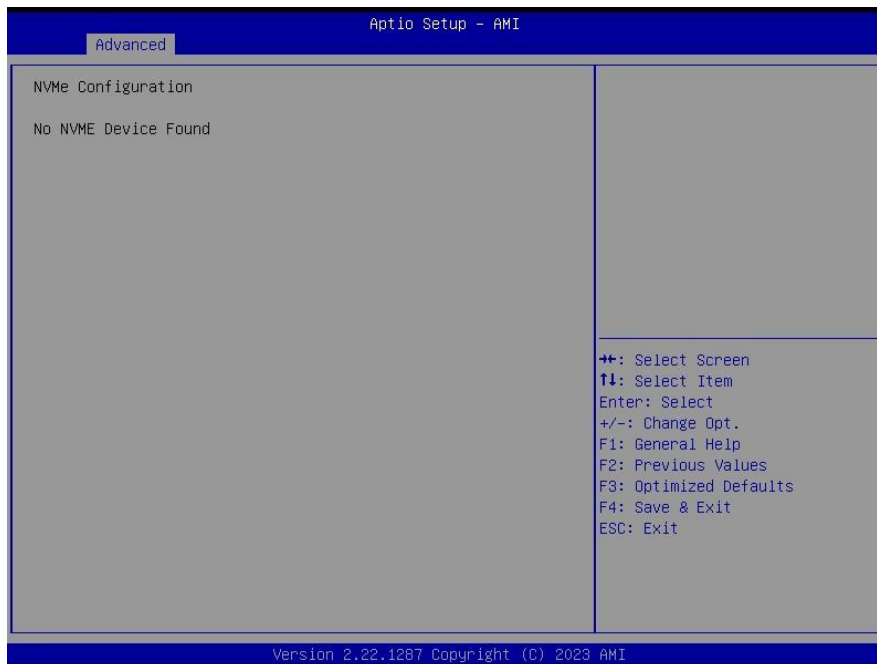 Aptio Setup - AMI
Advanced
NVMe Configuration
No NVME Device Found
→←: Select Screen
↑↓: Select Item
Enter: Select
+/-: Change Opt.
F1: General Help
F2: Previous Values
F3: Optimized Defaults
F4: Save & Exit
ESC: Exit
Version 2.22.1287 Copyright (C) 2023 AMI